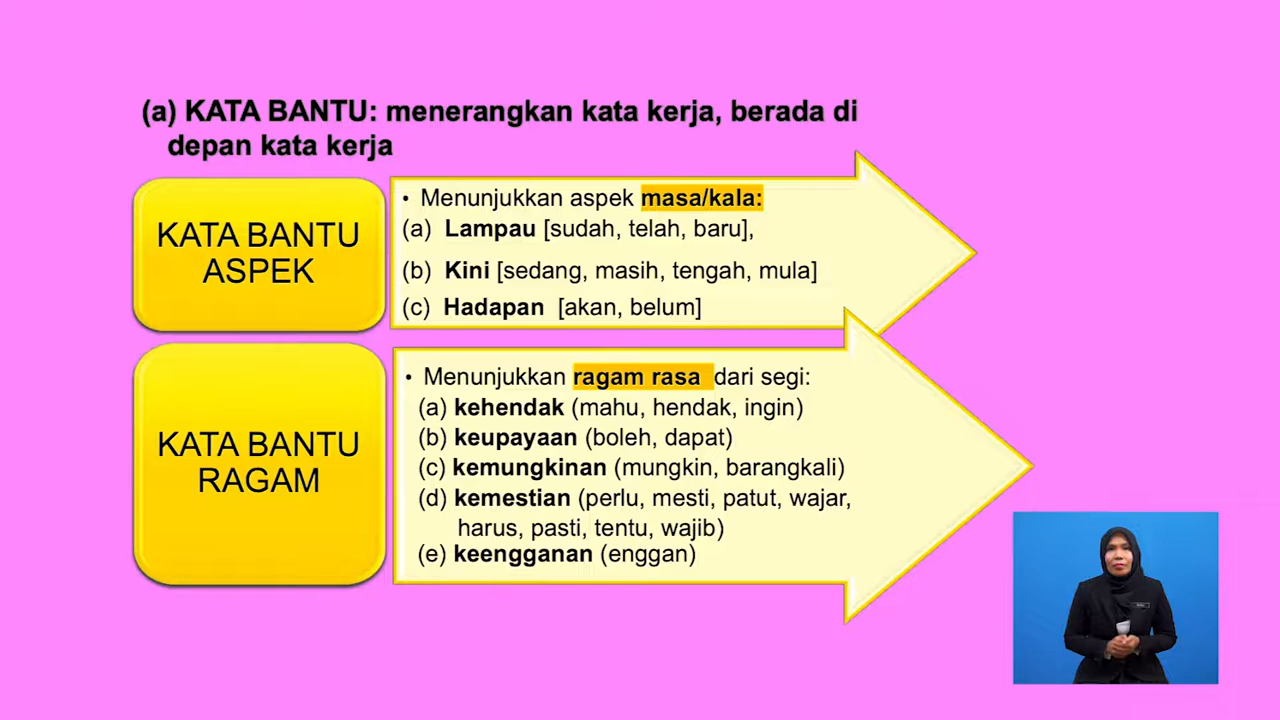 (a) KATA BANTU: menerangkan kata kerja, berada di
depan kata kerja
KATA BANTU
ASPEK
• Menunjukkan aspek masa/kala:
(a) Lampau [sudah, telah, baru],
(b) Kini [sedang, masih, tengah, mula]
(c) Hadapan [akan, belum]
KATA BANTU
RAGAM
• Menunjukkan ragam rasa dari segi:
(a) kehendak (mahu, hendak, ingin)
(b) keupayaan (boleh, dapat)
(c) kemungkinan (mungkin, barangkali)
(d) kemestian (perlu, mesti, patut, wajar,
harus, pasti, tentu, wajib)
(e) keengganan (enggan)